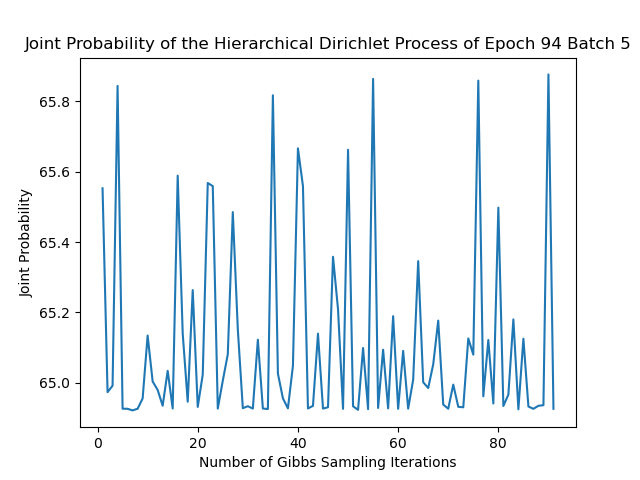 Joint Probability of the Hierarchical Dirichlet Process of Epoch 94 Batch 5
65.8
65.6
65.4
65.2
65.0
Joint Probability
0 20 40 60 80
Number of Gibbs Sampling Iterations